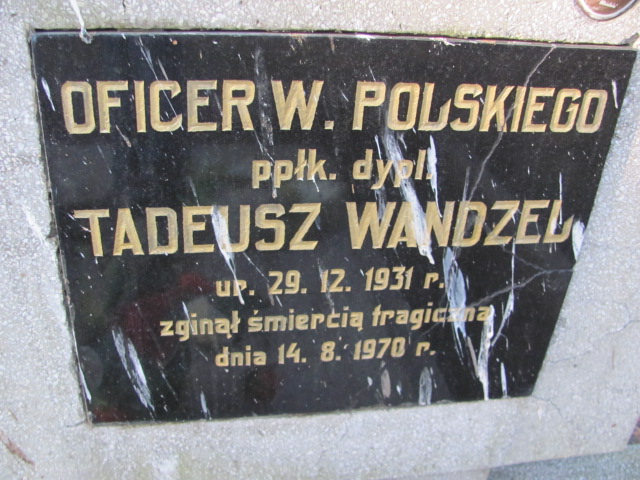 OFICER W. POLSKIEGO
ppłk. dypl.
TADEUSZ WANDZEL
ur. 29. 12. 1931 r.
zginął śmiercią tragiczną
dnia 14. 8. 1970 r.